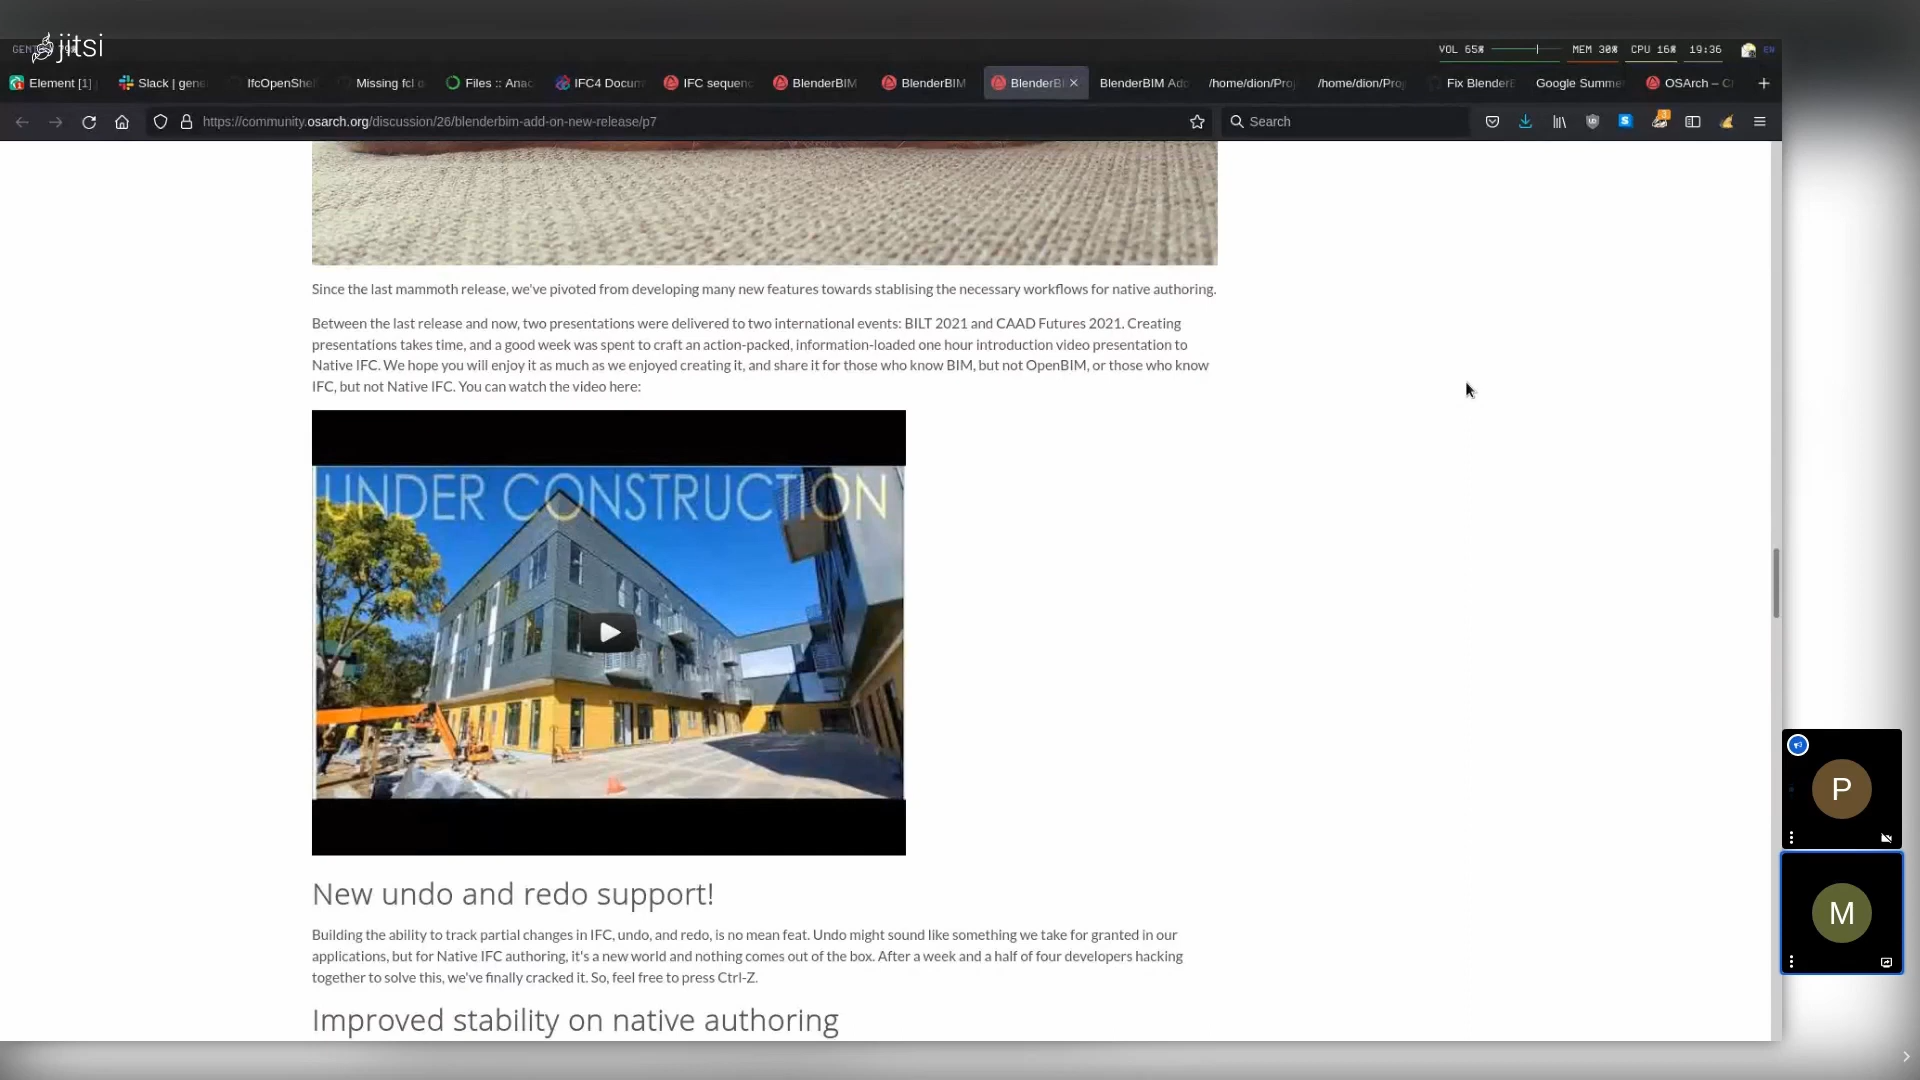 jitsi
VOL 65% MEM 30% CPU 16% 19:36 EN
Element [1] Slack | gene IfcOpenShel Missing fcl o Files :: Anac IFC4 Docum IFC sequenc BlenderBIM BlenderBIM BlenderBI BlenderBIM Add /home/dion/Proj /home/dion/Proj Fix BlenderB Google Summe OSArch – C
https://community.osarch.org/discussion/26/blenderbim-add-on-new-release/p7 Search
Since the last mammoth release, we've pivoted from developing many new features towards stablising the necessary workflows for native authoring.
Between the last release and now, two presentations were delivered to two international events: BILT 2021 and CAAD Futures 2021. Creating
presentations takes time, and a good week was spent to craft an action-packed, information-loaded one hour introduction video presentation to
Native IFC. We hope you will enjoy it as much as we enjoyed creating it, and share it for those who know BIM, but not OpenBIM, or those who know
IFC, but not Native IFC. You can watch the video here:
UNDER CONSTRUCTION
New undo and redo support!
Building the ability to track partial changes in IFC, undo, and redo, is no mean feat. Undo might sound like something we take for granted in our
applications, but for Native IFC authoring, it's a new world and nothing comes out of the box. After a week and a half of four developers hacking
together to solve this, we've finally cracked it. So, feel free to press Ctrl-Z.
Improved stability on native authoring
P
M